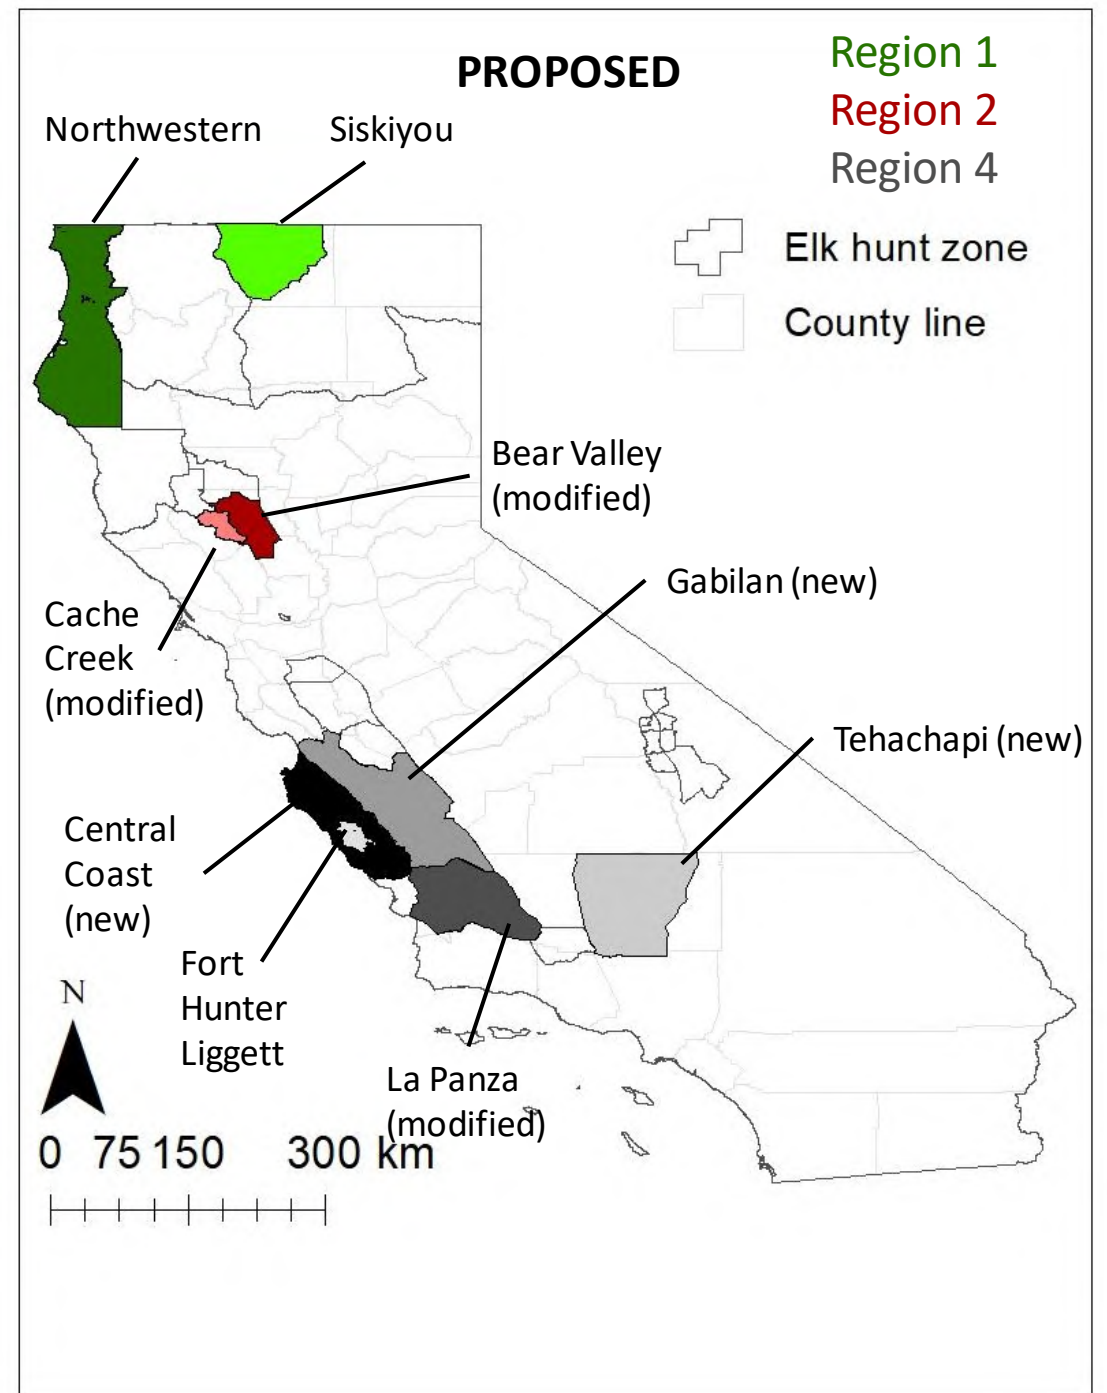 PROPOSED
Region 1
Region 2
Region 4
Northwestern
Siskiyou
Elk hunt zone
County line
Bear Valley
(modified)
Gabilan (new)
Cache
Creek
(modified)
Tehachapi (new)
Central
Coast
(new)
Fort
Hunter
Liggett
La Panza
(modified)
N
0 75 150 300 km